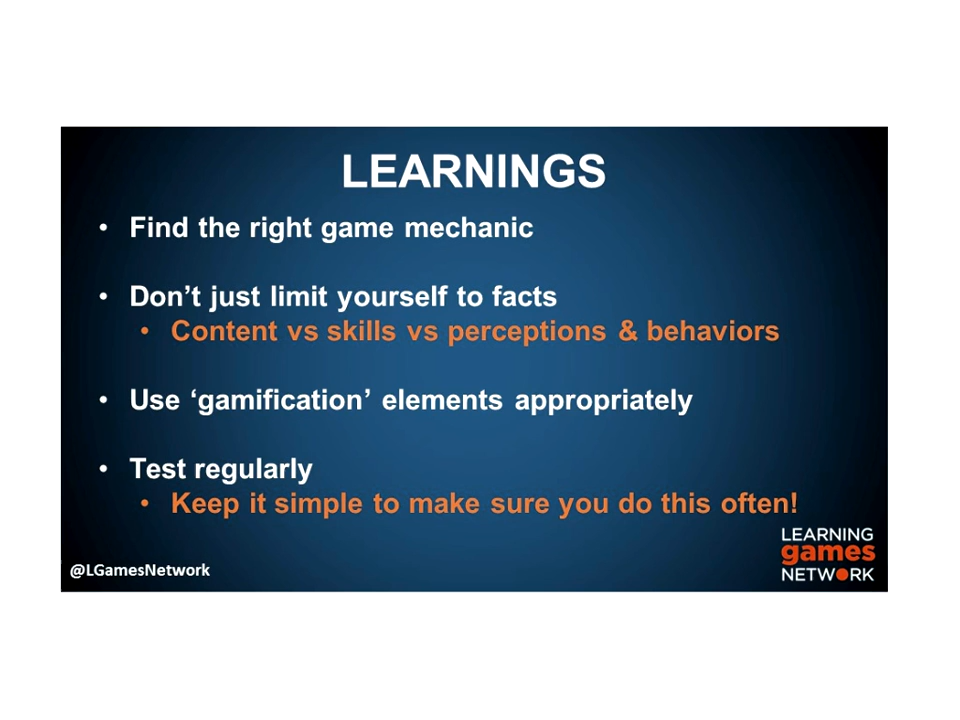 LEARNINGS
• Find the right game mechanic
• Don’t just limit yourself to facts
• Content vs skills vs perceptions & behaviors
• Use ‘gamification’ elements appropriately
• Test regularly
• Keep it simple to make sure you do this often!
@LGamesNetwork
LEARNING
games
NETWORK